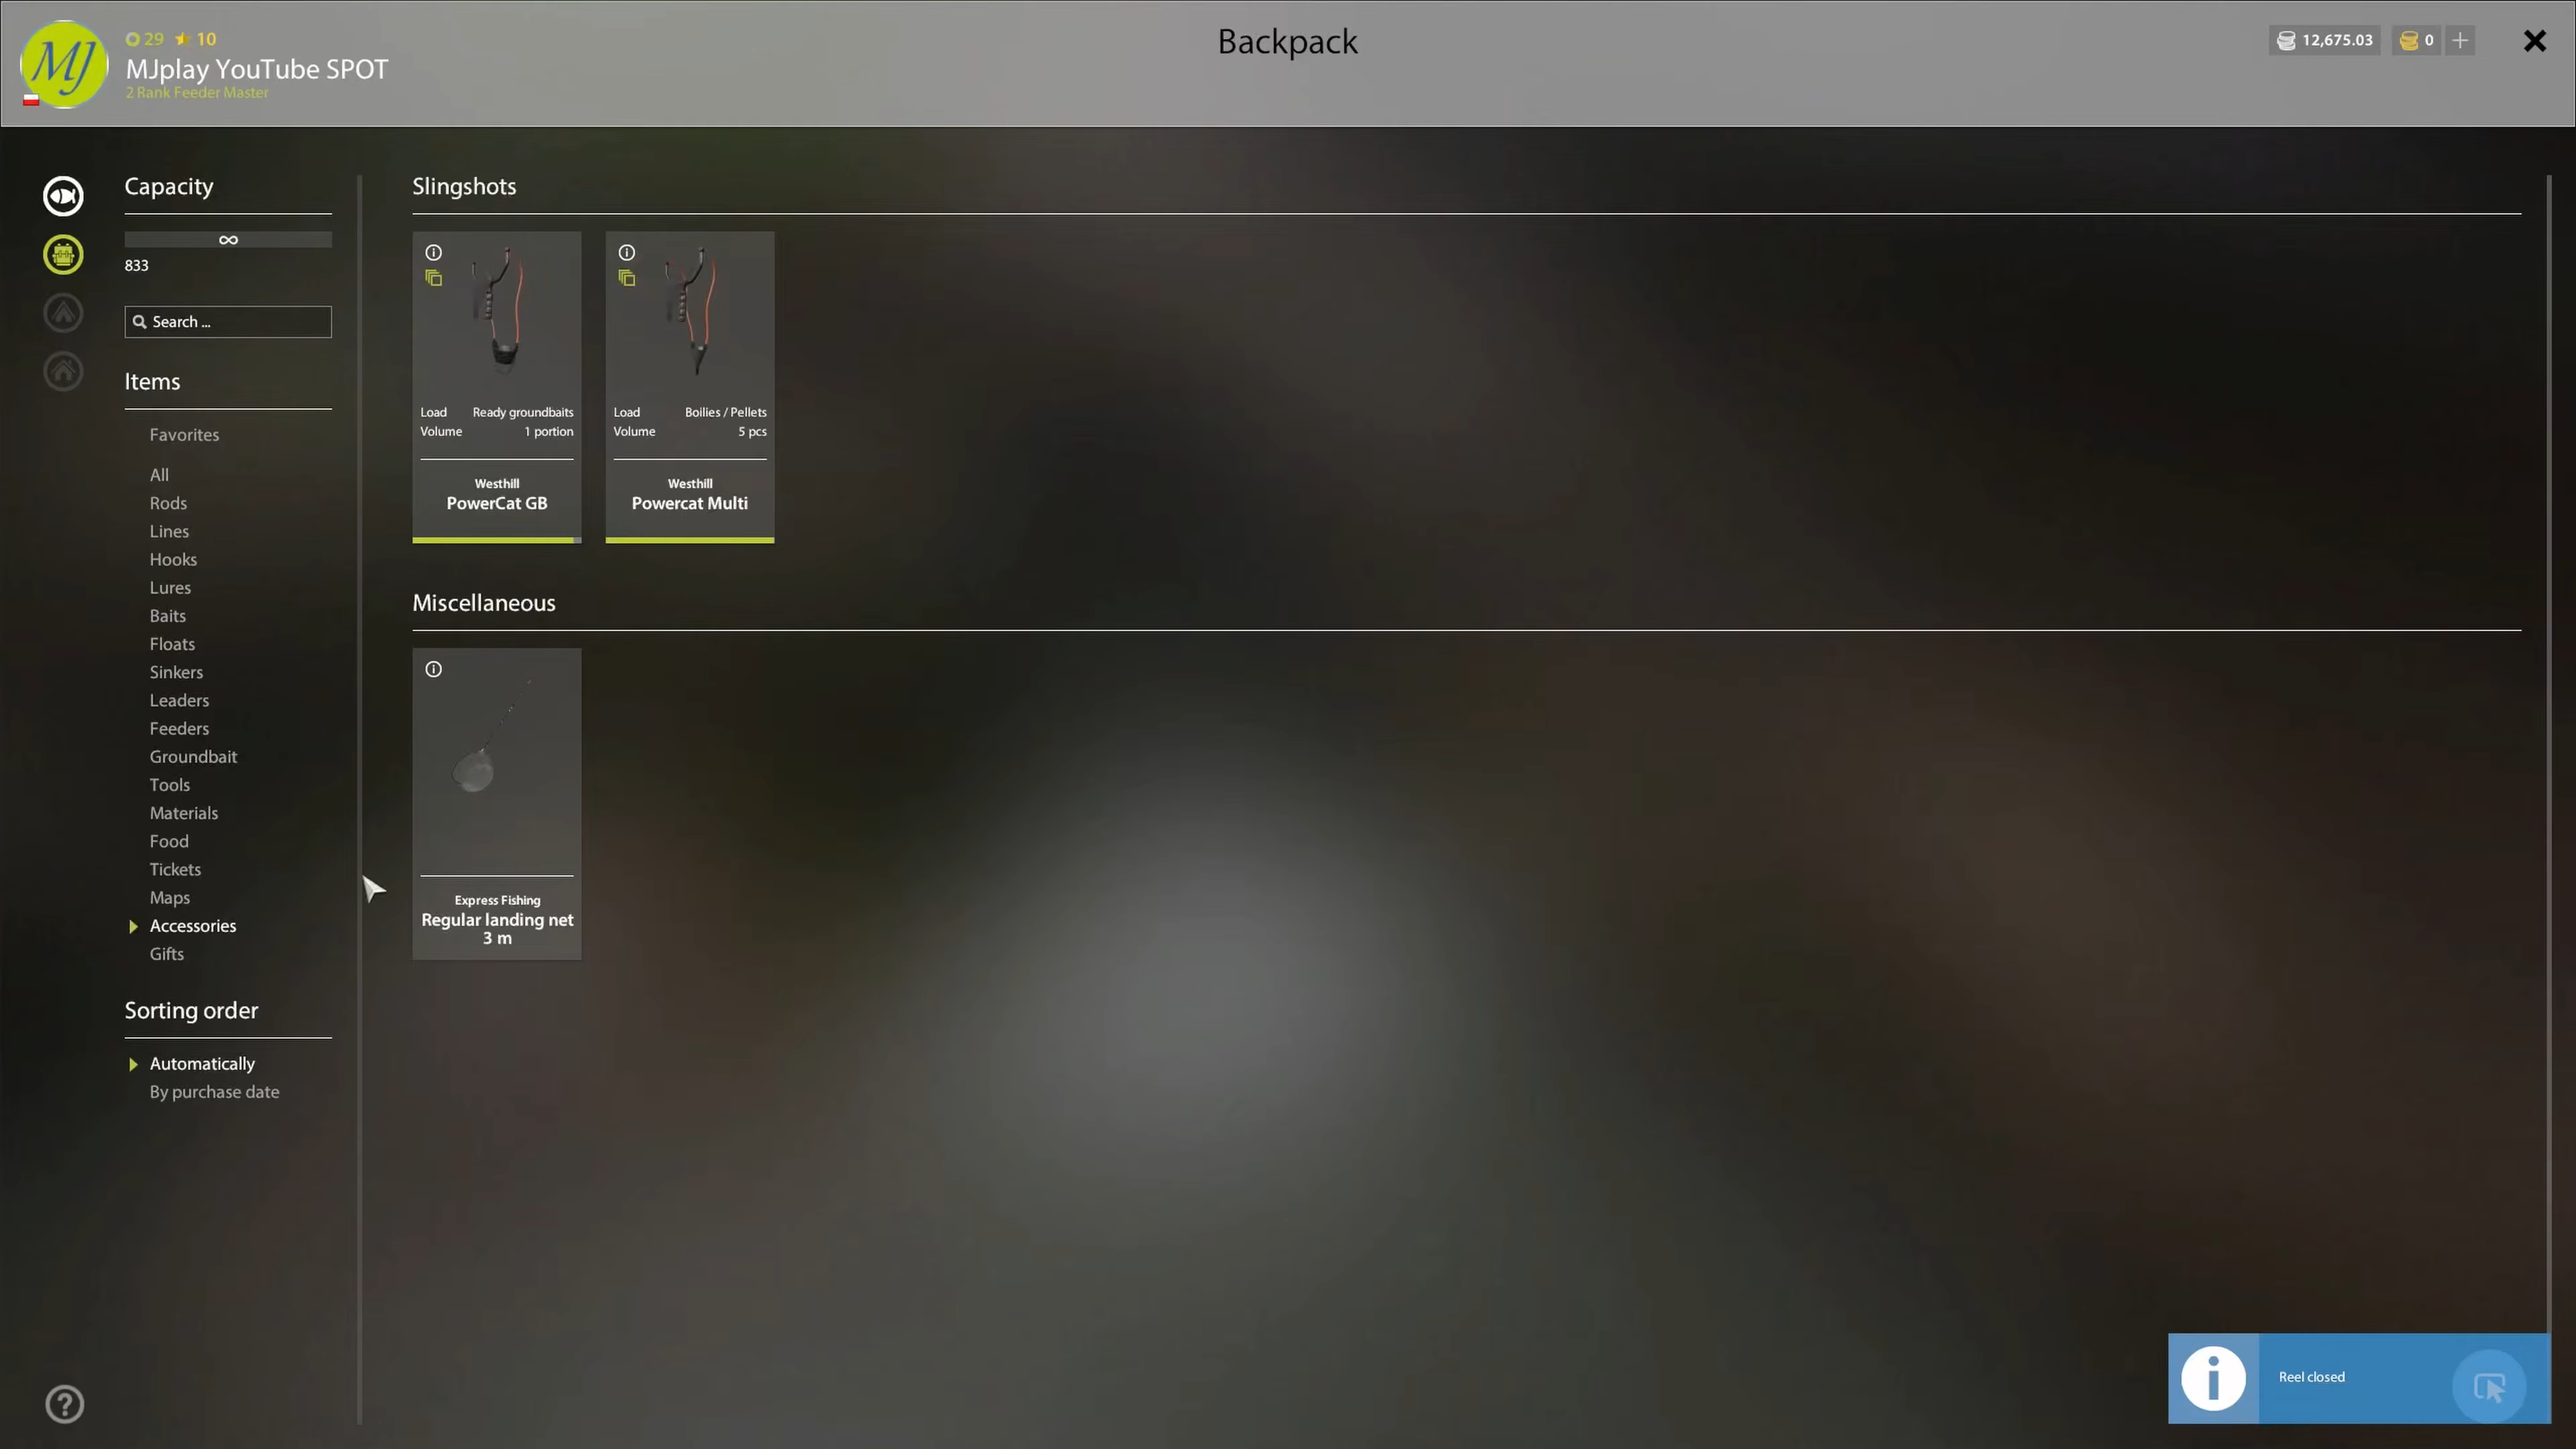 MJ
29 10
MJplay YouTube SPOT
2 Rank Feeder Master
Backpack
12,675.03
0
Capacity
∞
833
Search ...
Items
Favorites
All
Rods
Lines
Hooks
Lures
Baits
Floats
Sinkers
Leaders
Feeders
Groundbait
Tools
Materials
Food
Tickets
Maps
Accessories
Gifts
Sorting order
Automatically
By purchase date
Slingshots
Load Ready groundbaits
Volume 1 portion
Westhill
PowerCat GB
Load Boilies / Pellets
Volume 5 pcs
Westhill
Powercat Multi
Miscellaneous
Express Fishing
Regular landing net
3 m
Reel closed